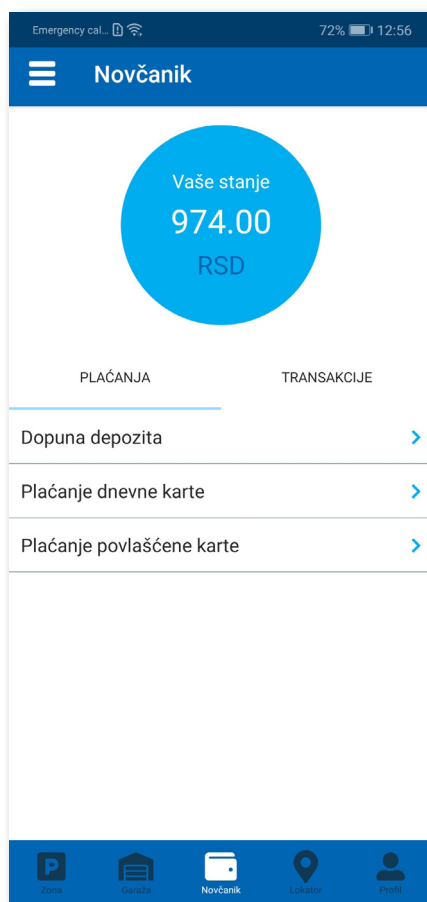 Emergency cal... 72% 12:56
Novčanik
Vaše stanje
974.00
RSD
PLAĆANJA TRANSAKCIJE
Dopuna depozita
Plaćanje dnevne karte
Plaćanje povlašćene karte
P
Zona Garaža Novčanik Lokator Profil